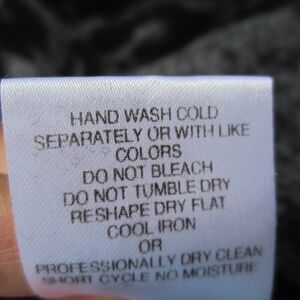 HAND WASH COLD
SEPARATELY OR WITH LIKE
COLORS
DO NOT BLEACH
DO NOT TUMBLE DRY
RESHAPE DRY FLAT
COOL IRON
OR
PROFESSIONALLY DRY CLEAN
SHORT CYCLE NO MOISTURE